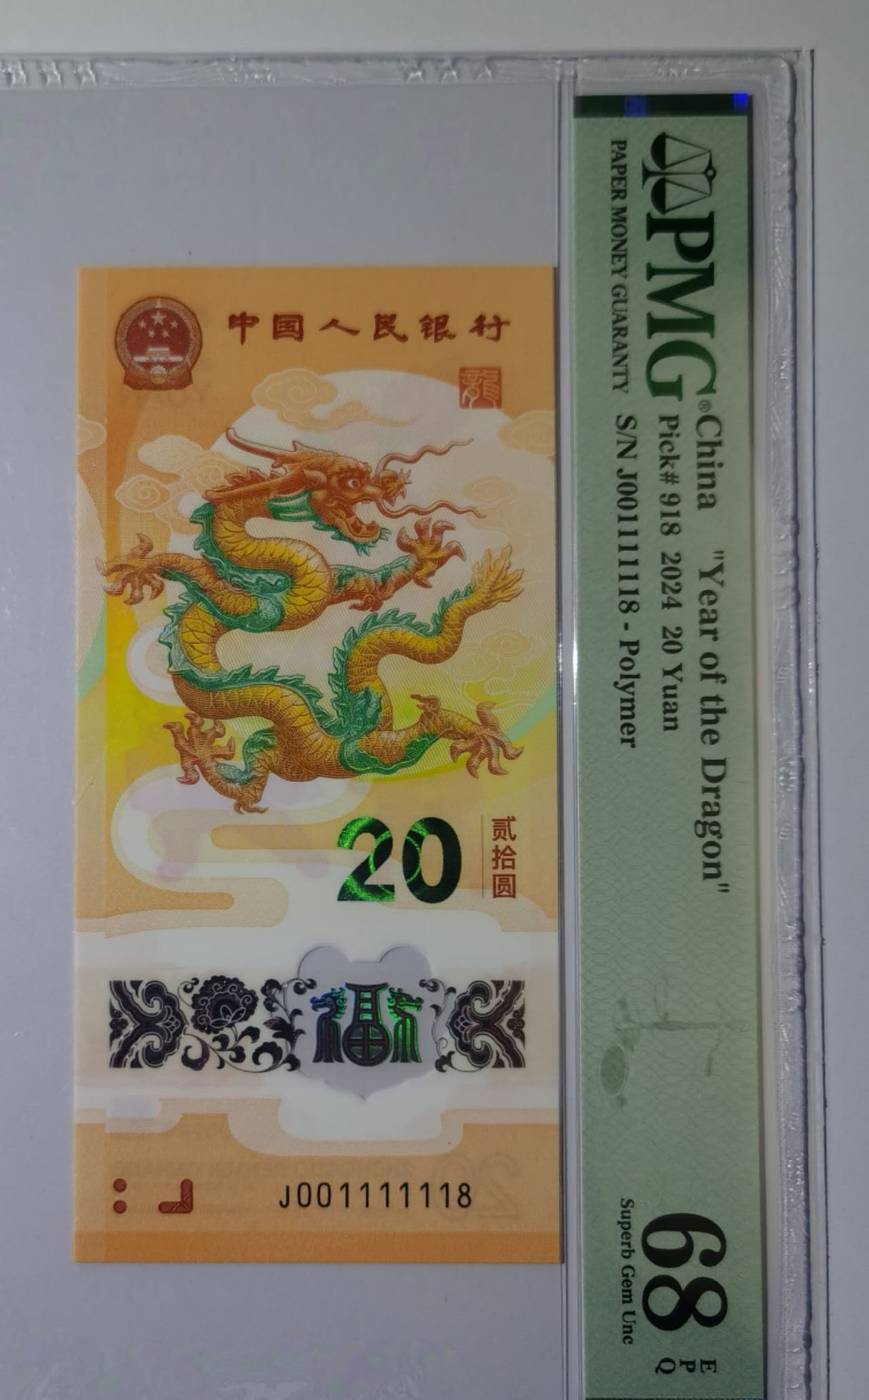 中国人民银行
龍
20
贰拾圆
福
J001111118
PMG®
PAPER MONEY GUARANTY
China "Year of the Dragon"
Pick# 918 2024 20 Yuan
S/N J001111118 - Polymer
68
EPQ
Superb Gem Unc